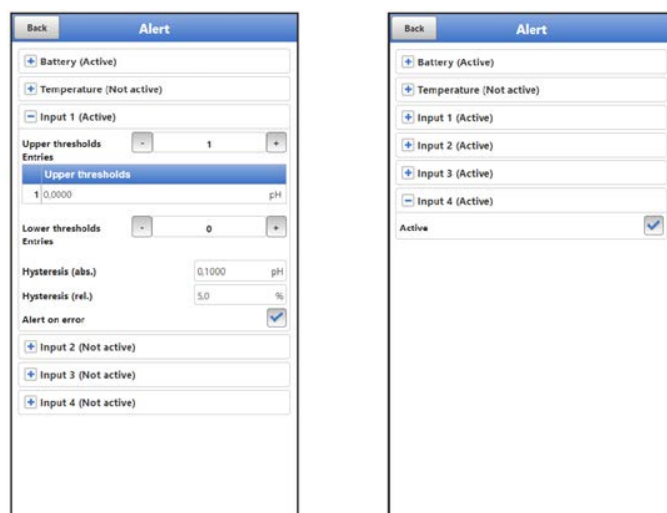 Back
Alert
+ Battery (Active)
+ Temperature (Not active)
- Input 1 (Active)
Upper thresholds - 1 +
Entries
Upper thresholds
1 0,0000 pH
Lower thresholds - 0 +
Entries
Hysteresis (abs.) 0,1000 pH
Hysteresis (rel.) 5,0 %
Alert on error
+ Input 2 (Not active)
+ Input 3 (Not active)
+ Input 4 (Not active)
Back
Alert
+ Battery (Active)
+ Temperature (Not active)
+ Input 1 (Active)
+ Input 2 (Active)
+ Input 3 (Active)
- Input 4 (Active)
Active